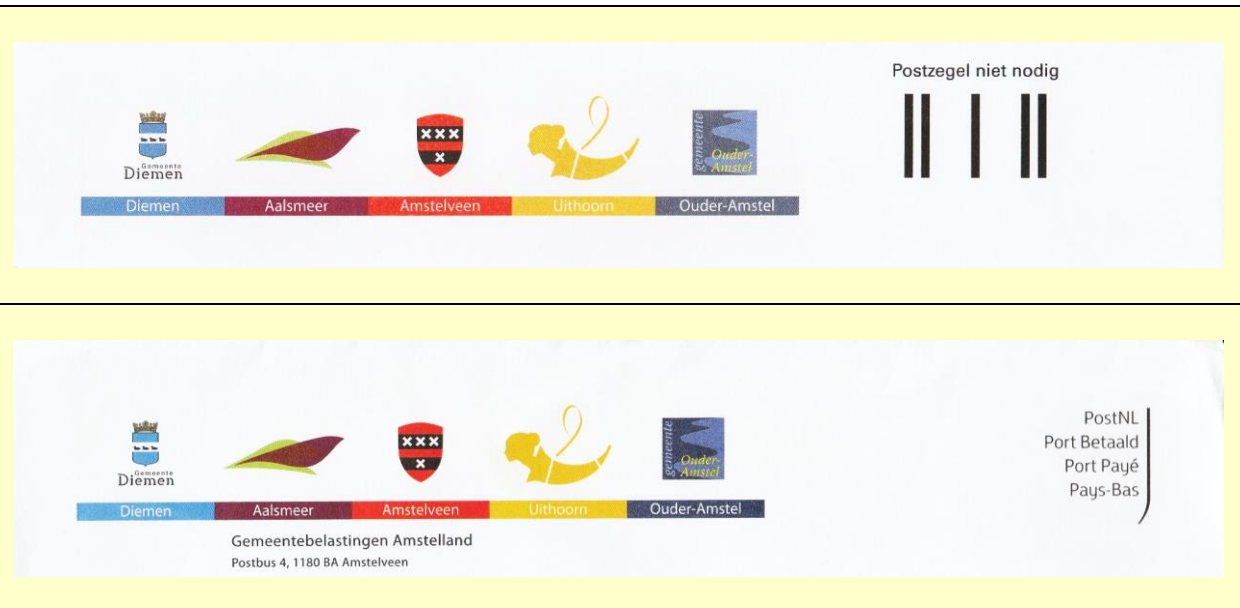 Postzegel niet nodig
Gemeente
Diemen
gemeente
Ouder-
Amstel
Diemen Aalsmeer Amstelveen Uithoorn Ouder-Amstel
PostNL
Port Betaald
Port Payé
Pays-Bas
Gemeente
Diemen
gemeente
Ouder-
Amstel
Diemen Aalsmeer Amstelveen Uithoorn Ouder-Amstel
Gemeentebelastingen Amstelland
Postbus 4, 1180 BA Amstelveen